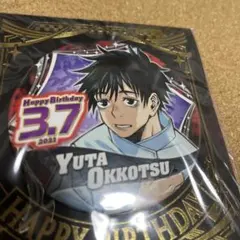 Happy Birthday
3.7
2023
YUTA
OKKOTSU
HAPPY BIRTHDAY